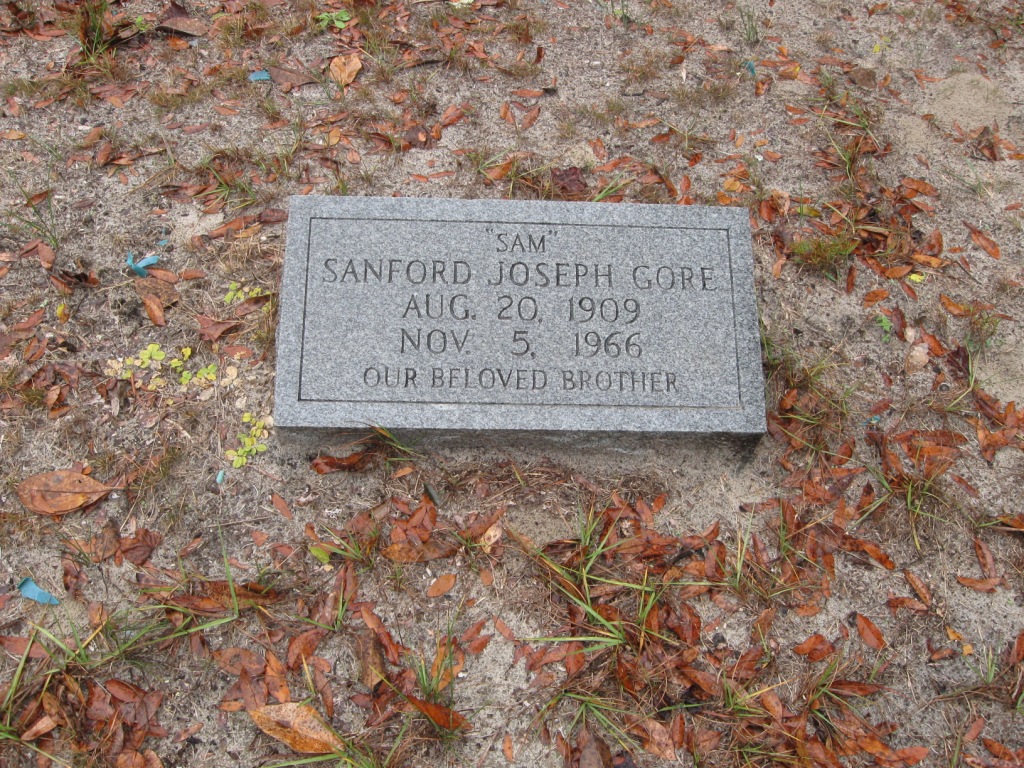 "SAM"
SANFORD JOSEPH GORE
AUG. 20, 1909
NOV. 5, 1966
OUR BELOVED BROTHER